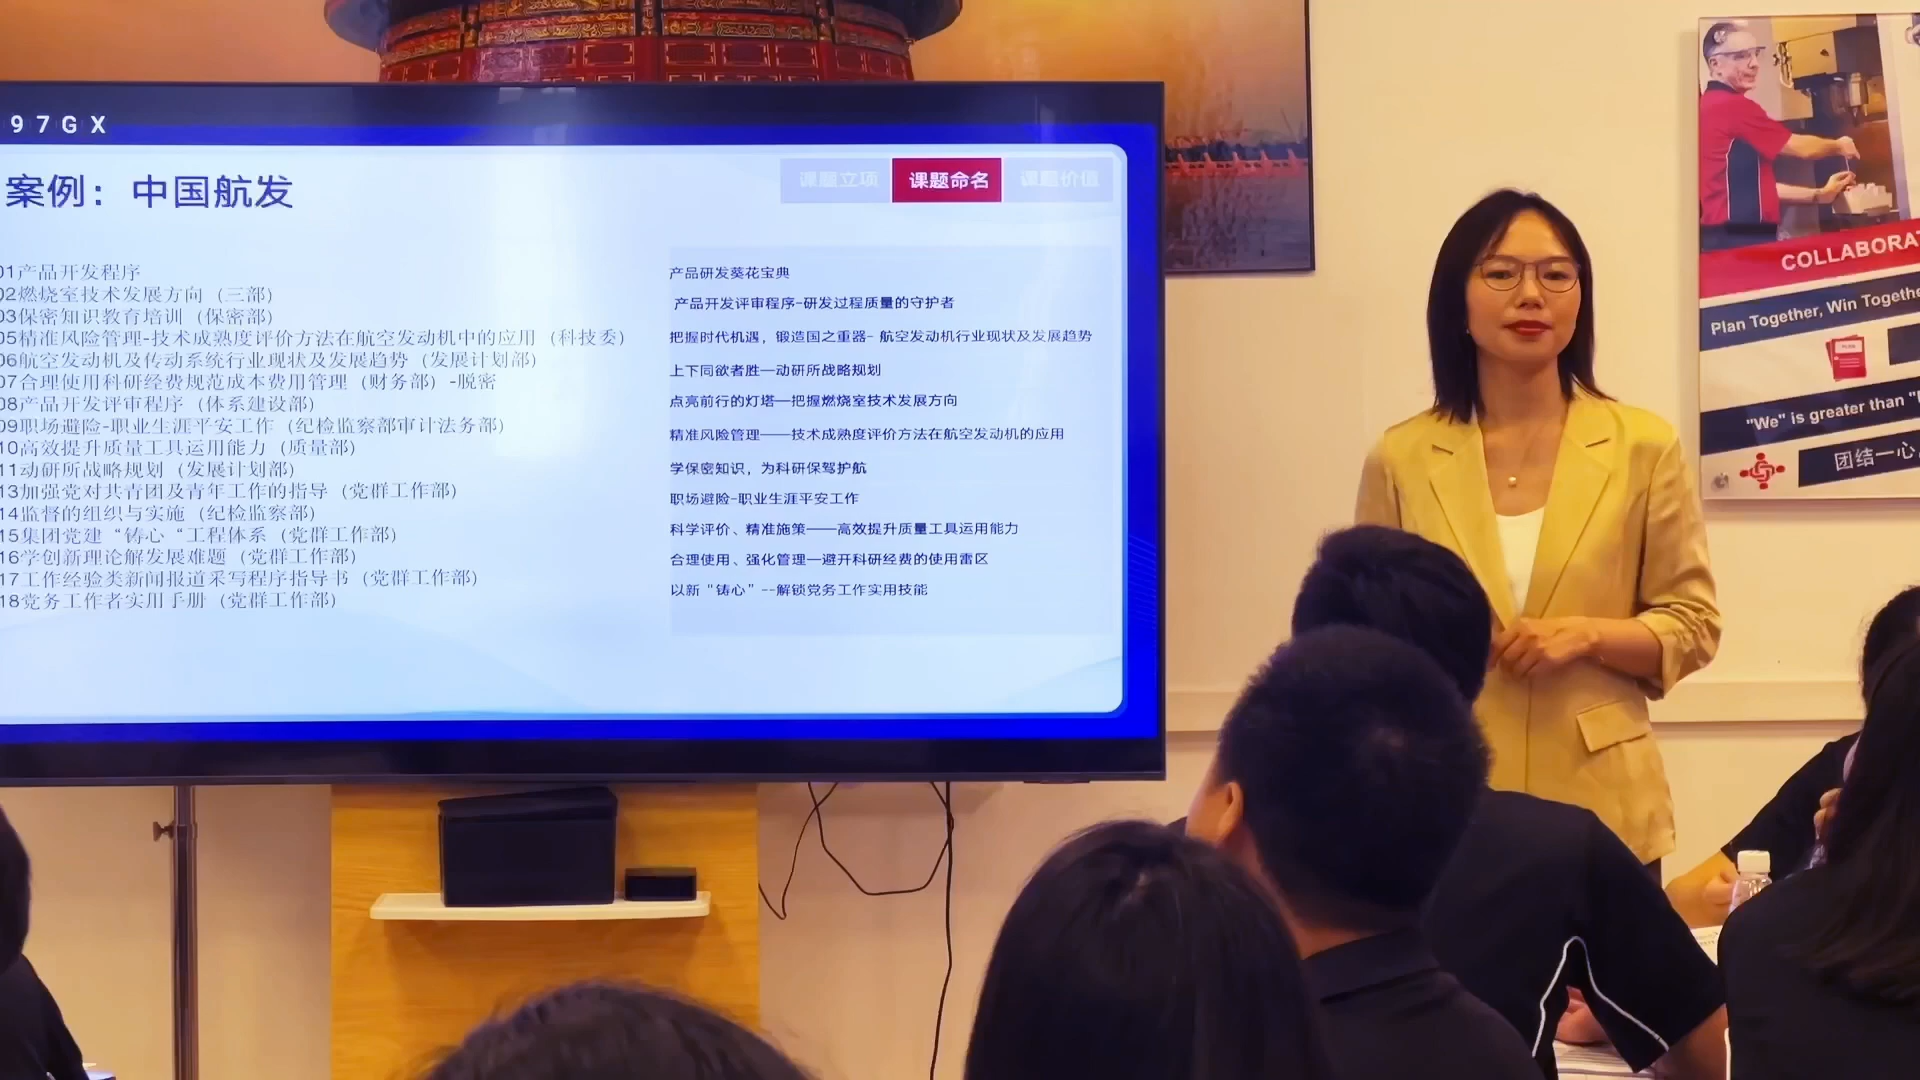 97GX
案例：中国航发
课题立项 课题命名 课题价值
01产品开发程序
02燃烧室技术发展方向（三部）
03保密知识教育培训（保密部）
05精准风险管理-技术成熟度评价方法在航空发动机中的应用（科技委）
06航空发动机及传动系统行业现状及发展趋势（发展计划部）
07合理使用科研经费规范成本费用管理（财务部）-脱密
08产品开发评审程序（体系建设部）
09职场避险-职业生涯平安工作（纪检监察部审计法务部）
10高效提升质量工具运用能力（质量部）
11动研所战略规划（发展计划部）
13加强党对共青团及青年工作的指导（党群工作部）
14监督的组织与实施（纪检监察部）
15集团党建“铸心“工程体系（党群工作部）
16学创新理论解发展难题（党群工作部）
17工作经验类新闻报道采写程序指导书（党群工作部）
18党务工作者实用手册（党群工作部）
产品研发葵花宝典
产品开发评审程序-研发过程质量的守护者
把握时代机遇，锻造国之重器- 航空发动机行业现状及发展趋势
上下同欲者胜—动研所战略规划
点亮前行的灯塔—把握燃烧室技术发展方向
精准风险管理——技术成熟度评价方法在航空发动机的应用
学保密知识，为科研保驾护航
职场避险-职业生涯平安工作
科学评价、精准施策——高效提升质量工具运用能力
合理使用、强化管理—避开科研经费的使用雷区
以新“铸心”--解锁党务工作实用技能
COLLABORAT
Plan Together, Win Togethe
"We" is greater than "
团结一心